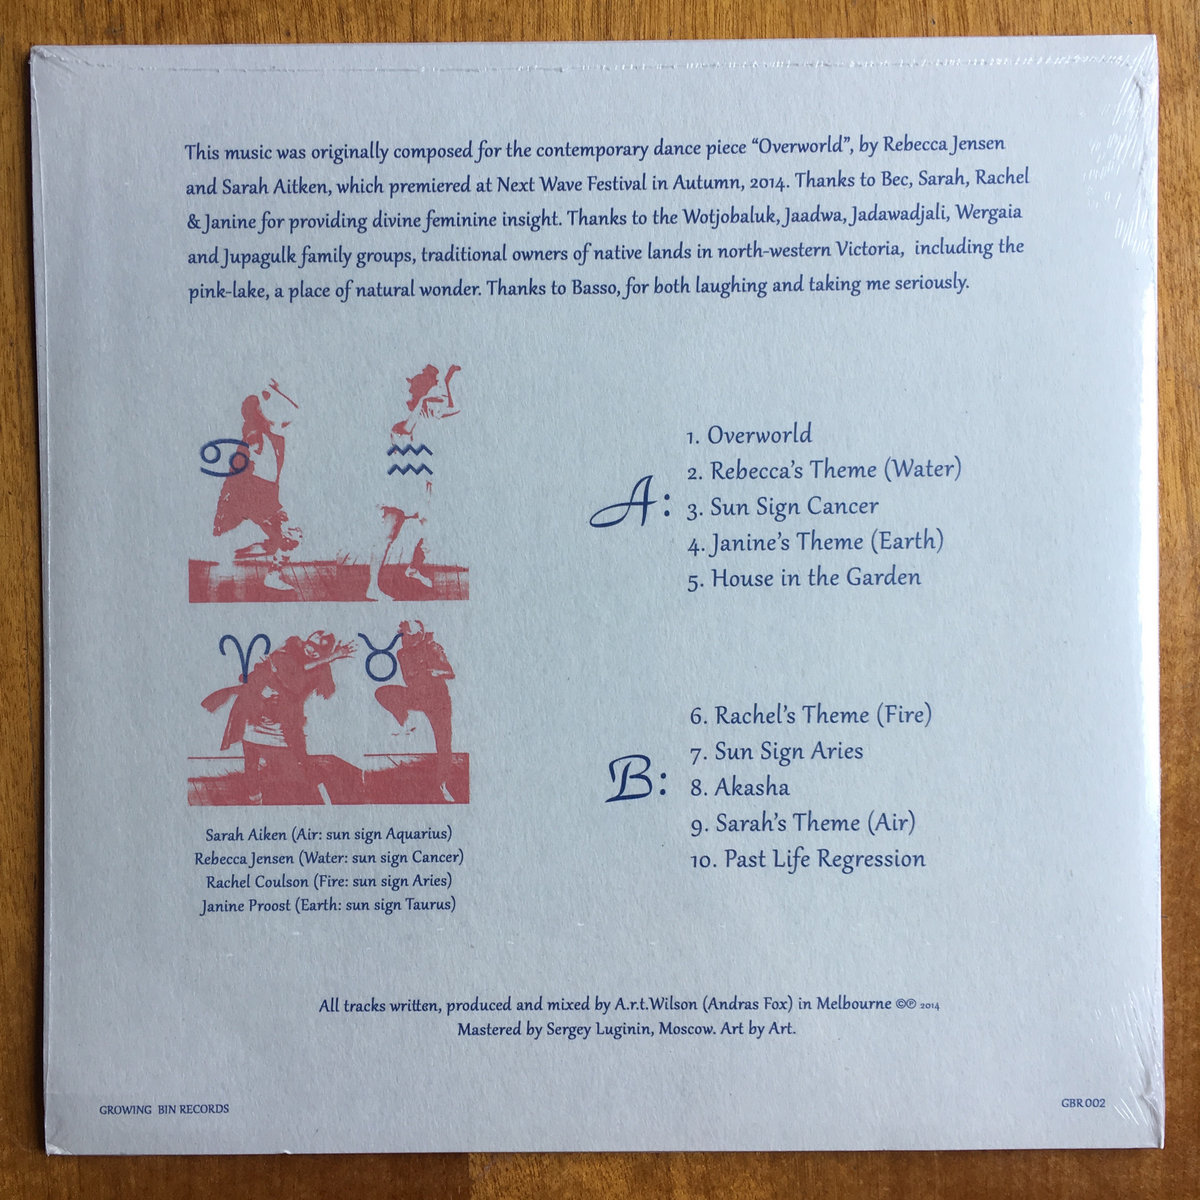 This music was originally composed for the contemporary dance piece “Overworld”, by Rebecca Jensen
and Sarah Aitken, which premiered at Next Wave Festival in Autumn, 2014. Thanks to Bec, Sarah, Rachel
& Janine for providing divine feminine insight. Thanks to the Wotjobaluk, Jaadwa, Jadawadjali, Wergaia
and Jupagulk family groups, traditional owners of native lands in north-western Victoria, including the
pink-lake, a place of natural wonder. Thanks to Basso, for both laughing and taking me seriously.
A:
1. Overworld
2. Rebecca’s Theme (Water)
3. Sun Sign Cancer
4. Janine’s Theme (Earth)
5. House in the Garden
B:
6. Rachel’s Theme (Fire)
7. Sun Sign Aries
8. Akasha
9. Sarah’s Theme (Air)
10. Past Life Regression
Sarah Aiken (Air: sun sign Aquarius)
Rebecca Jensen (Water: sun sign Cancer)
Rachel Coulson (Fire: sun sign Aries)
Janine Proost (Earth: sun sign Taurus)
All tracks written, produced and mixed by A.r.t.Wilson (Andras Fox) in Melbourne ©℗ 2014
Mastered by Sergey Luginin, Moscow. Art by Art.
GROWING BIN RECORDS
GBR 002